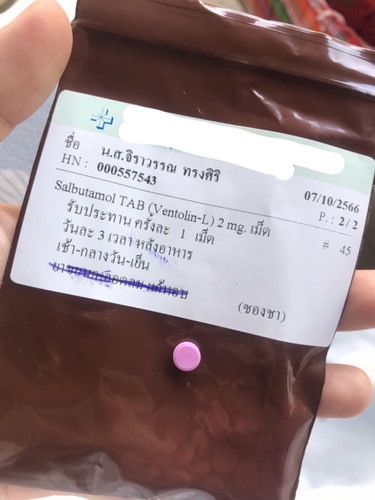 ชื่อ น.ส.จิราวรรณ ทรงศิริ
HN : 000557543 07/10/2566
P. : 2 / 2
Salbutamol TAB (Ventolin-L) 2 mg. เม็ด # 45
รับประทาน ครั้งละ 1 เม็ด
วันละ 3 เวลา หลังอาหาร
เช้า-กลางวัน-เย็น
(ซองชา)